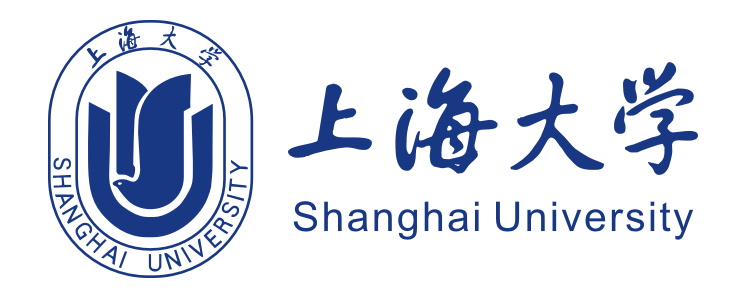 上海大学
SHANGHAI UNIVERSITY
上海大学
Shanghai University